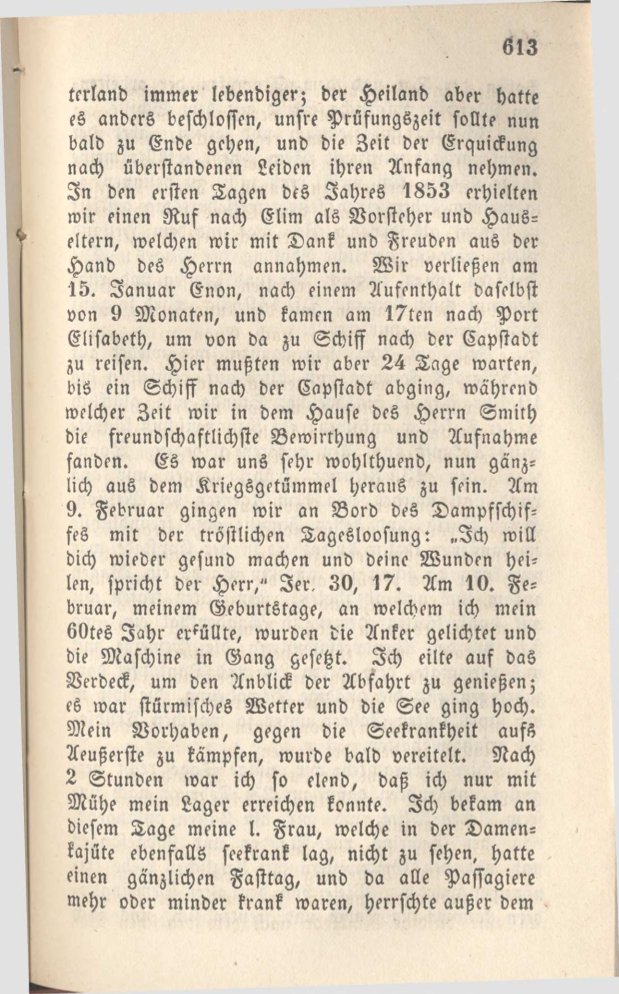 613
terland immer lebendiger; der Heiland aber hatte
es anders beschlossen, unsre Prüfungszeit sollte nun
bald zu Ende gehen, und die Zeit der Erquickung
nach überstandenen Leiden ihren Anfang nehmen.
In den ersten Tagen des Jahres 1853 erhielten
wir einen Ruf nach Elim als Vorsteher und Haus-
eltern, welchen wir mit Dank und Freuden aus der
Hand des Herrn annahmen. Wir verließen am
15. Januar Enon, nach einem Aufenthalt daselbst
von 9 Monaten, und kamen am 17ten nach Port
Elisabeth, um von da zu Schiff nach der Capstadt
zu reisen. Hier mußten wir aber 24 Tage warten,
bis ein Schiff nach der Capstadt abging, während
welcher Zeit wir in dem Hause des Herrn Smith
die freundschaftlichste Bewirthung und Aufnahme
fanden. Es war uns sehr wohlthuend, nun gänz-
lich aus dem Kriegsgetümmel heraus zu sein. Am
9. Februar gingen wir an Bord des Dampfschif-
fes mit der tröstlichen Tagesloosung: „Ich will
dich wieder gesund machen und deine Wunden hei-
len, spricht der Herr,“ Jer. 30, 17. Am 10. Fe-
bruar, meinem Geburtstage, an welchem ich mein
60tes Jahr erfüllte, wurden die Anker gelichtet und
die Maschine in Gang gesetzt. Ich eilte auf das
Verdeck, um den Anblick der Abfahrt zu genießen;
es war stürmisches Wetter und die See ging hoch.
Mein Vorhaben, gegen die Seekrankheit aufs
Aeußerste zu kämpfen, wurde bald vereitelt. Nach
2 Stunden war ich so elend, daß ich nur mit
Mühe mein Lager erreichen konnte. Ich bekam an
diesem Tage meine l. Frau, welche in der Damen-
kajüte ebenfalls seekrank lag, nicht zu sehen, hatte
einen gänzlichen Fasttag, und da alle Passagiere
mehr oder minder krank waren, herrschte außer dem